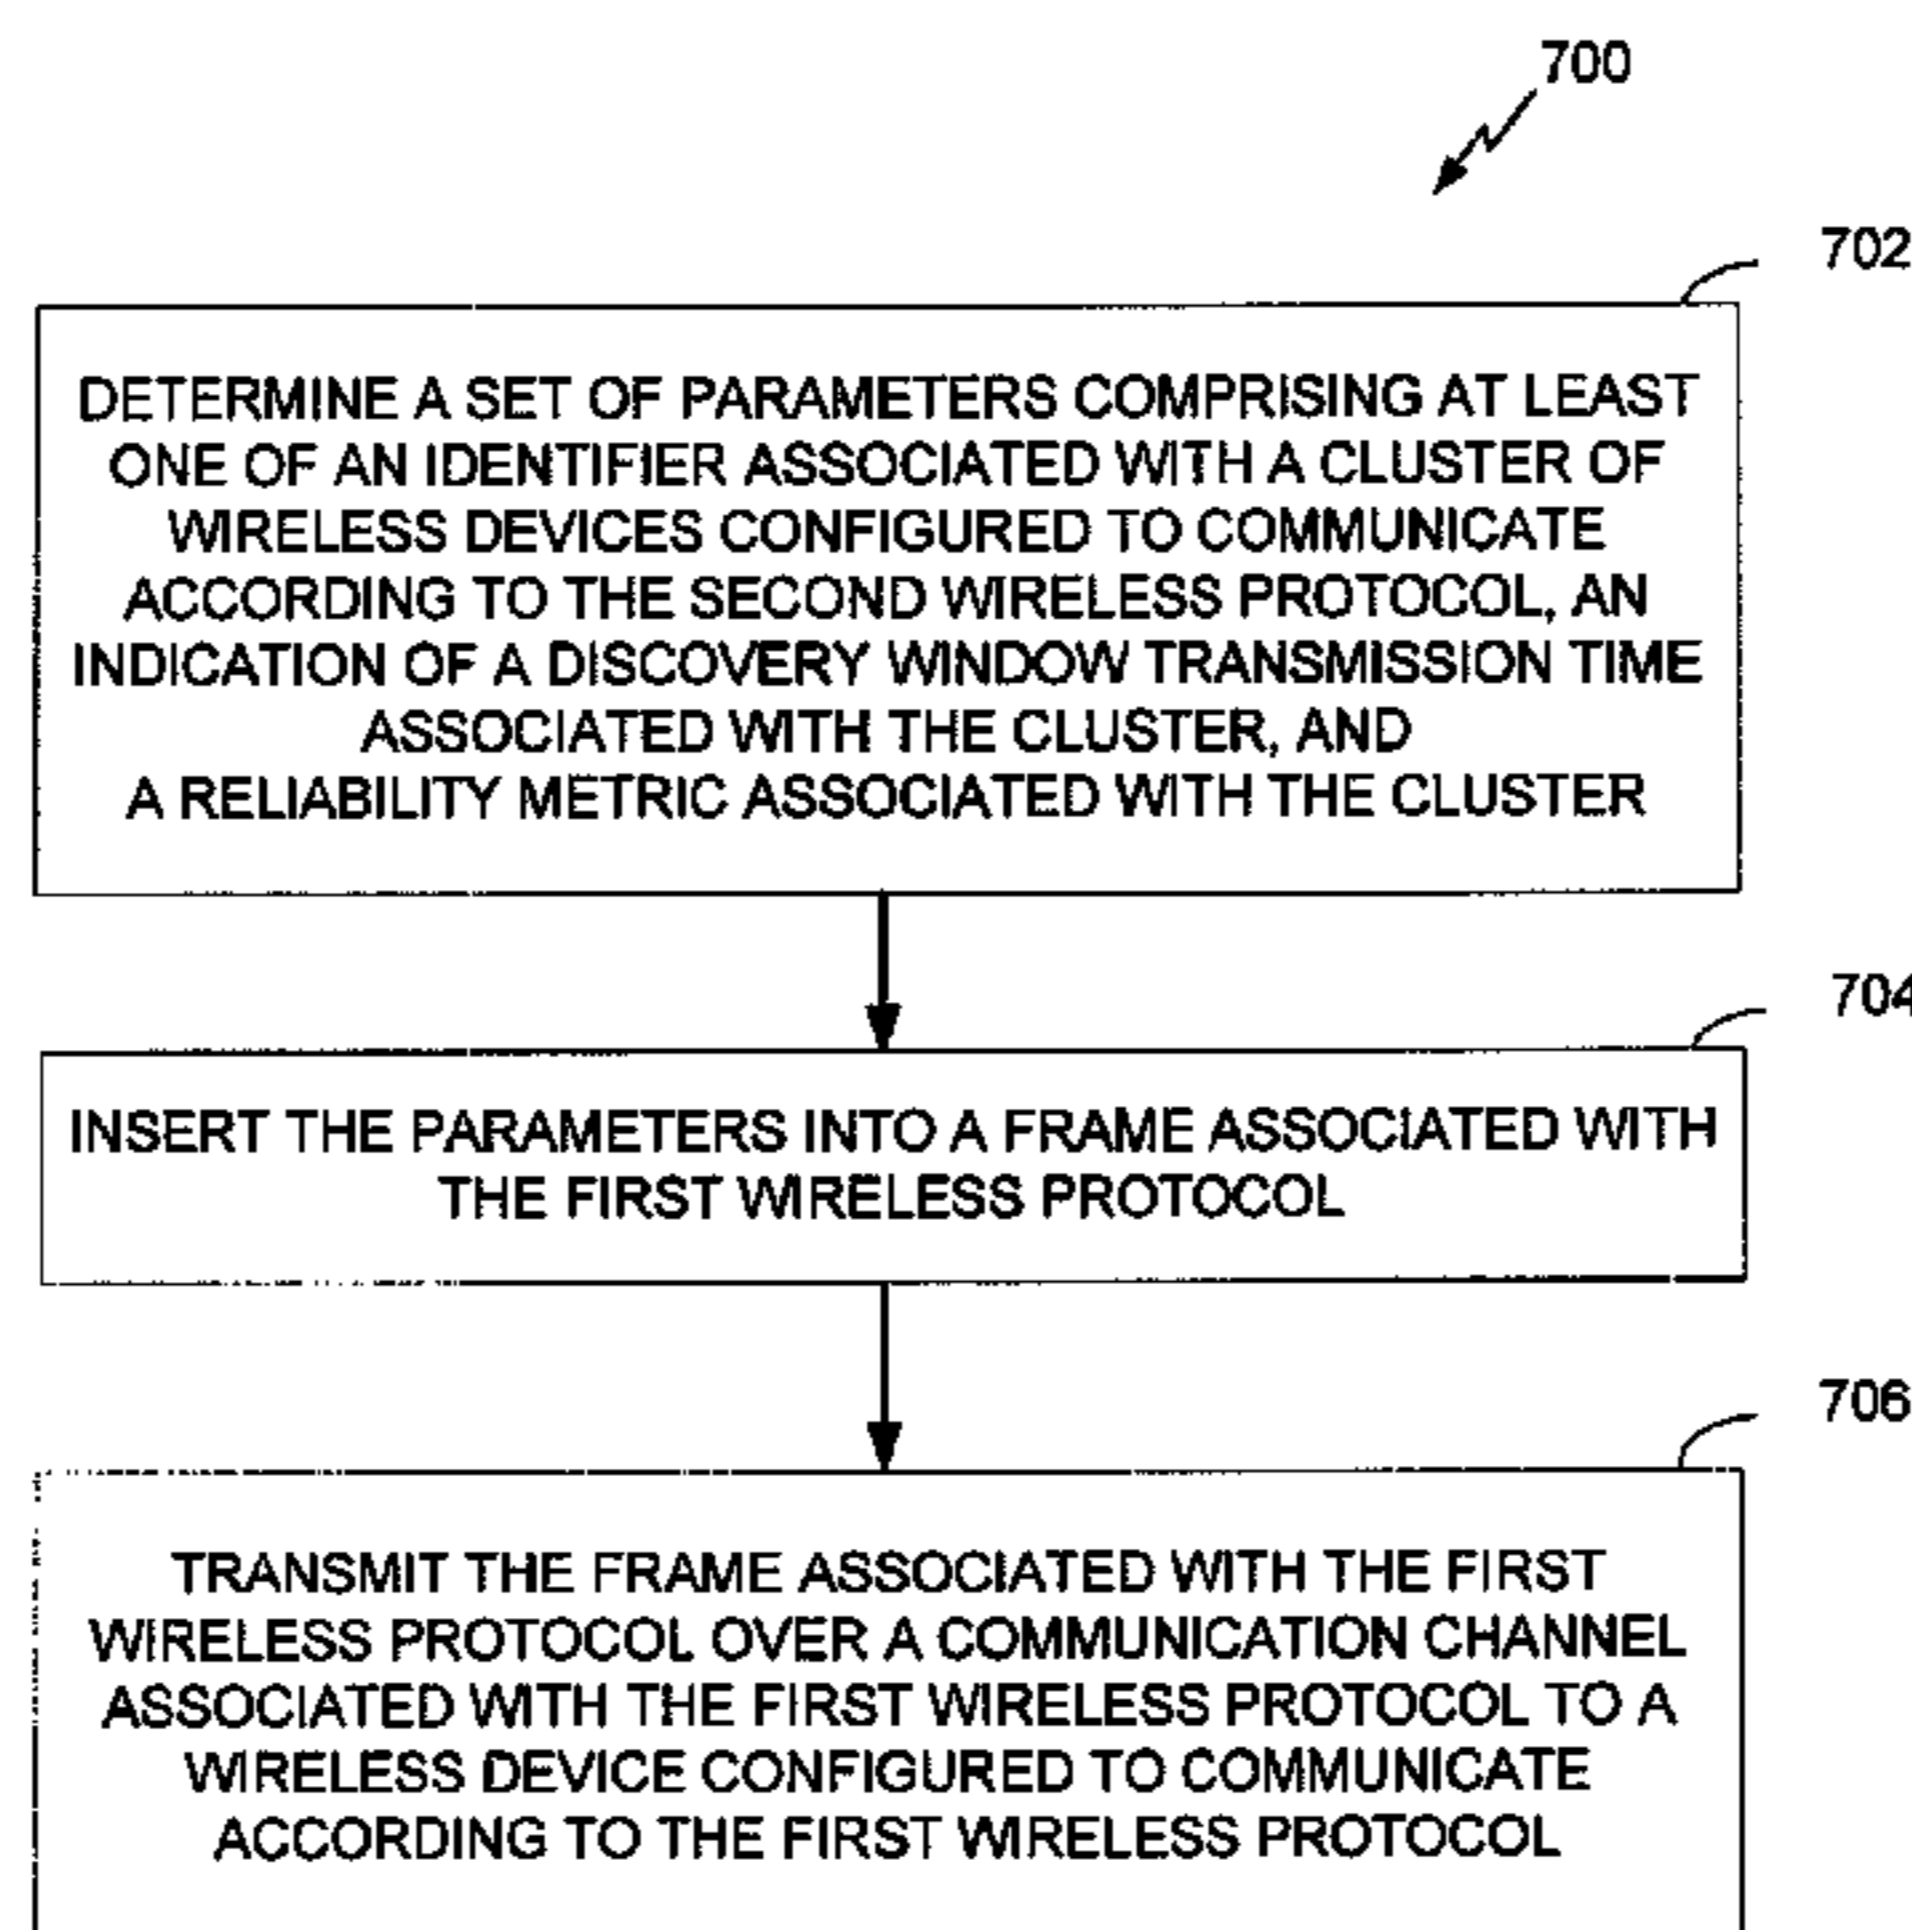 700
702
DETERMINE A SET OF PARAMETERS COMPRISING AT LEAST
ONE OF AN IDENTIFIER ASSOCIATED WITH A CLUSTER OF
WIRELESS DEVICES CONFIGURED TO COMMUNICATE
ACCORDING TO THE SECOND WIRELESS PROTOCOL, AN
INDICATION OF A DISCOVERY WINDOW TRANSMISSION TIME
ASSOCIATED WITH THE CLUSTER, AND
A RELIABILITY METRIC ASSOCIATED WITH THE CLUSTER
704
INSERT THE PARAMETERS INTO A FRAME ASSOCIATED WITH
THE FIRST WIRELESS PROTOCOL
706
TRANSMIT THE FRAME ASSOCIATED WITH THE FIRST
WIRELESS PROTOCOL OVER A COMMUNICATION CHANNEL
ASSOCIATED WITH THE FIRST WIRELESS PROTOCOL TO A
WIRELESS DEVICE CONFIGURED TO COMMUNICATE
ACCORDING TO THE FIRST WIRELESS PROTOCOL